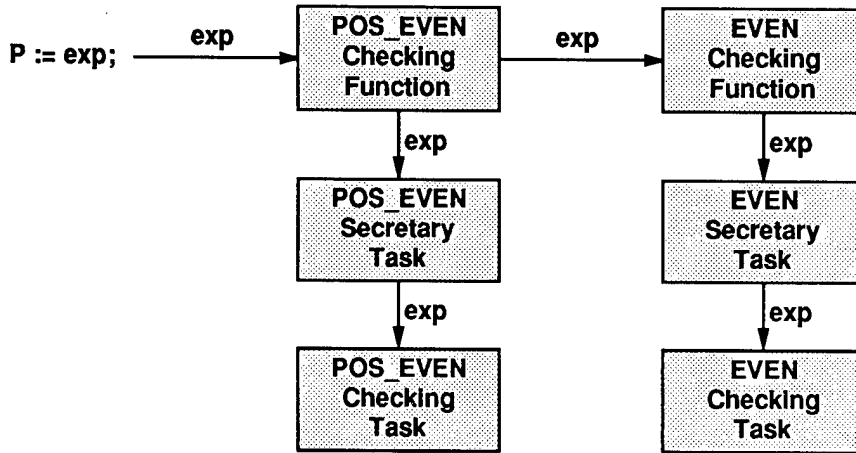 P := exp;
exp
POS_EVEN
Checking
Function
exp
EVEN
Checking
Function
exp
exp
POS_EVEN
Secretary
Task
EVEN
Secretary
Task
exp
exp
POS_EVEN
Checking
Task
EVEN
Checking
Task